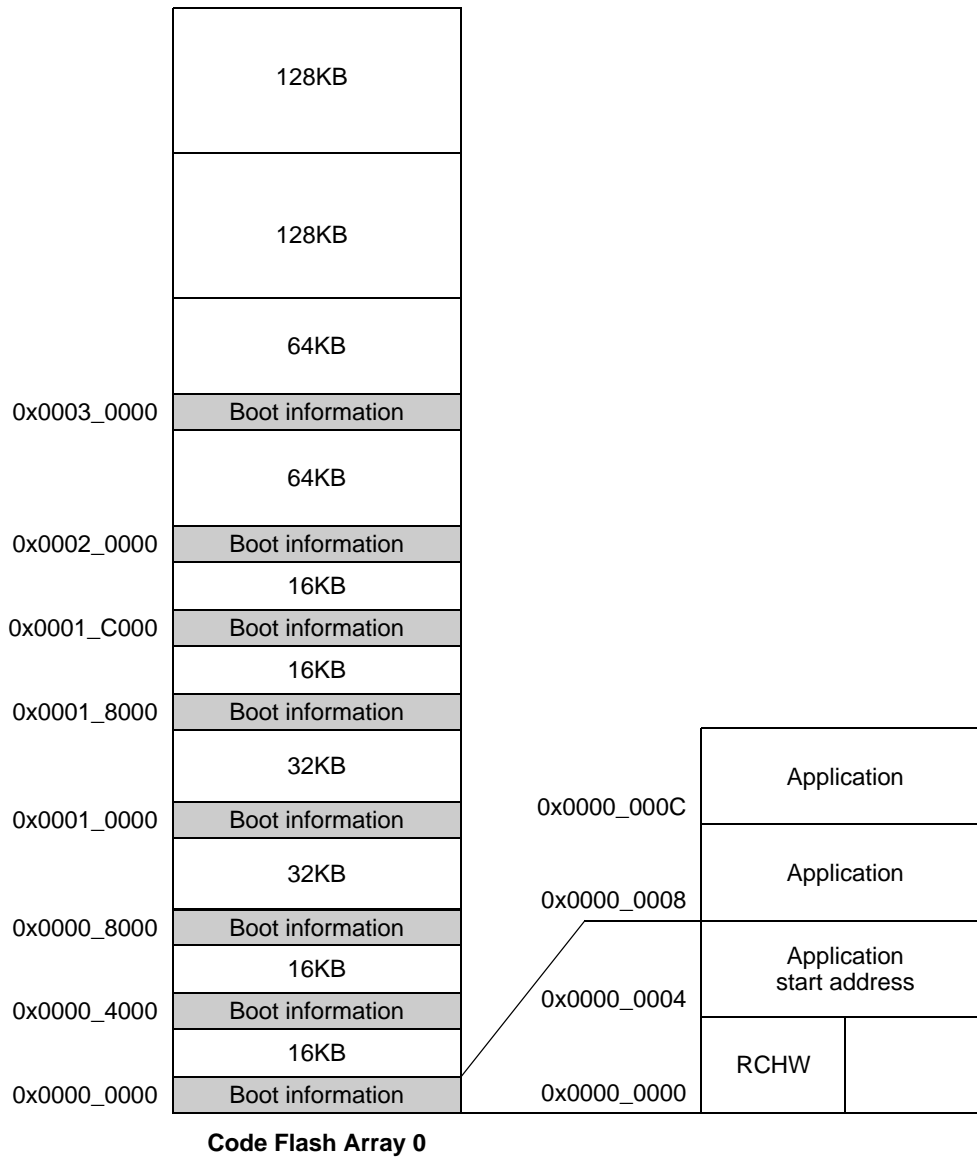 128KB
128KB
64KB
0x0003_0000 Boot information
64KB
0x0002_0000 Boot information
16KB
0x0001_C000 Boot information
16KB
0x0001_8000 Boot information
32KB
0x0001_0000 Boot information
32KB
0x0000_8000 Boot information
16KB
0x0000_4000 Boot information
16KB
0x0000_0000 Boot information
Code Flash Array 0
Application
0x0000_000C
Application
0x0000_0008
Application
start address
0x0000_0004
RCHW
0x0000_0000